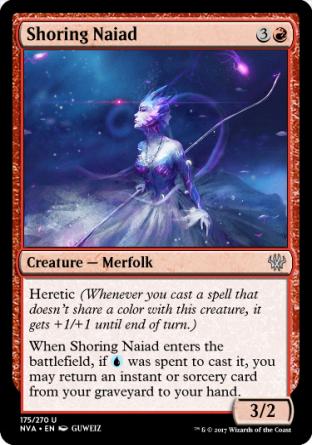 Shoring Naiad 3
Creature — Merfolk
Heretic (Whenever you cast a spell that
doesn't share a color with this creature, it
gets +1/+1 until end of turn.)
When Shoring Naiad enters the
battlefield, if was spent to cast it, you
may return an instant or sorcery card
from your graveyard to your hand.
3/2
175/270 U
NVA • EN GUWEIZ
™ & © 2017 Wizards of the Coast